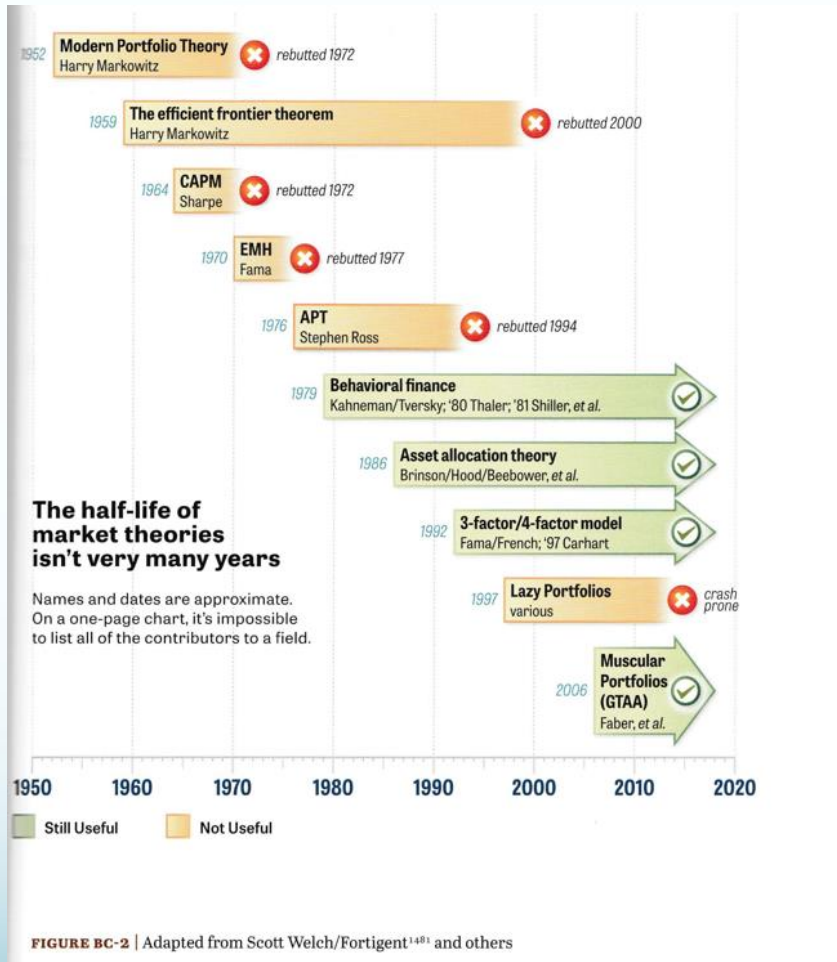 1952
Modern Portfolio Theory
Harry Markowitz
rebutted 1972
1959
The efficient frontier theorem
Harry Markowitz
rebutted 2000
1964
CAPM
Sharpe
rebutted 1972
1970
EMH
Fama
rebutted 1977
1976
APT
Stephen Ross
rebutted 1994
1979
Behavioral finance
Kahneman/Tversky; '80 Thaler; '81 Shiller, et al.
1986
Asset allocation theory
Brinson/Hood/Beebower, et al.
1992
3-factor/4-factor model
Fama/French; '97 Carhart
1997
Lazy Portfolios
various
crash
prone
2006
Muscular
Portfolios
(GTAA)
Faber, et al.
The half-life of
market theories
isn't very many years
Names and dates are approximate.
On a one-page chart, it's impossible
to list all of the contributors to a field.
1950 1960 1970 1980 1990 2000 2010 2020
Still Useful Not Useful
FIGURE BC-2 | Adapted from Scott Welch/Fortigent¹⁴⁸¹ and others